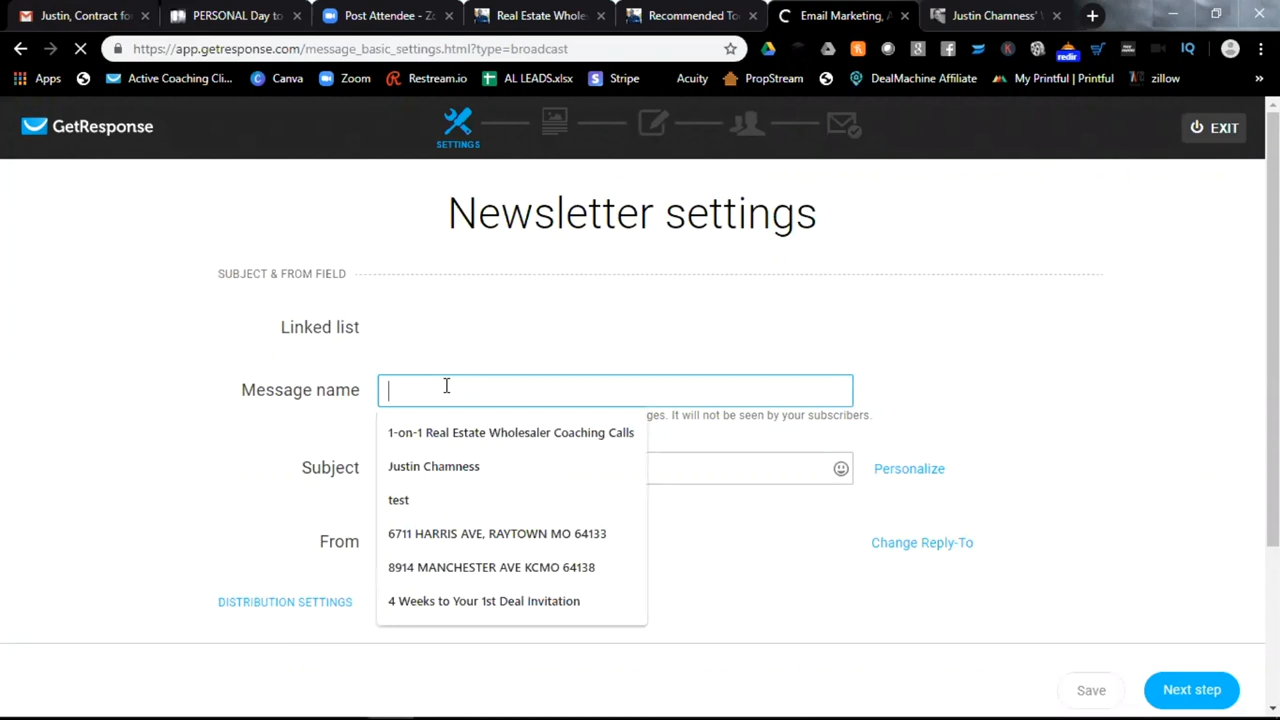 Justin, Contract for
PERSONAL Day to
Post Attendee - Zo
Real Estate Whole
Recommended To
Email Marketing, A
Justin Chamness' V
https://app.getresponse.com/message_basic_settings.html?type=broadcast
Apps
Active Coaching Cli...
Canva
Zoom
Restream.io
AL LEADS.xlsx
Stripe
Acuity
PropStream
DealMachine Affiliate
My Printful | Printful
zillow
»
redir
IQ
GetResponse
SETTINGS
EXIT
Newsletter settings
SUBJECT & FROM FIELD
Linked list
Message name
ges. It will not be seen by your subscribers.
1-on-1 Real Estate Wholesaler Coaching Calls
Justin Chamness
test
6711 HARRIS AVE, RAYTOWN MO 64133
8914 MANCHESTER AVE KCMO 64138
4 Weeks to Your 1st Deal Invitation
Subject
Personalize
From
Change Reply-To
DISTRIBUTION SETTINGS
Save
Next step